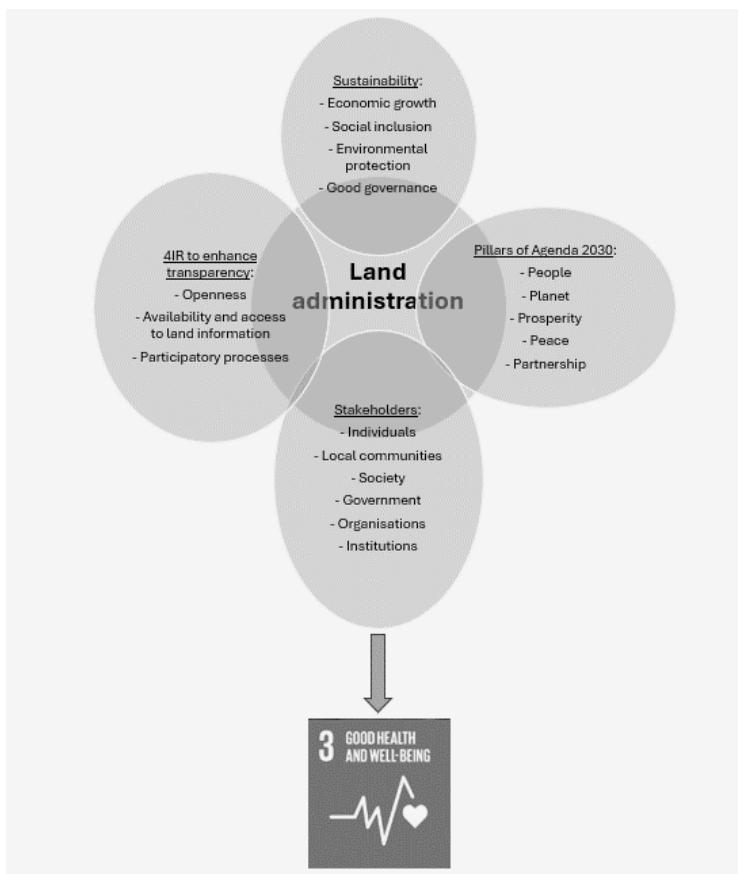 Sustainability:
- Economic growth
- Social inclusion
- Environmental
protection
- Good governance
4IR to enhance
transparency:
- Openness
- Availability and access
to land information
- Participatory processes
Land
administration
Pillars of Agenda 2030:
- People
- Planet
- Prosperity
- Peace
- Partnership
Stakeholders:
- Individuals
- Local communities
- Society
- Government
- Organisations
- Institutions
3 GOOD HEALTH
AND WELL-BEING